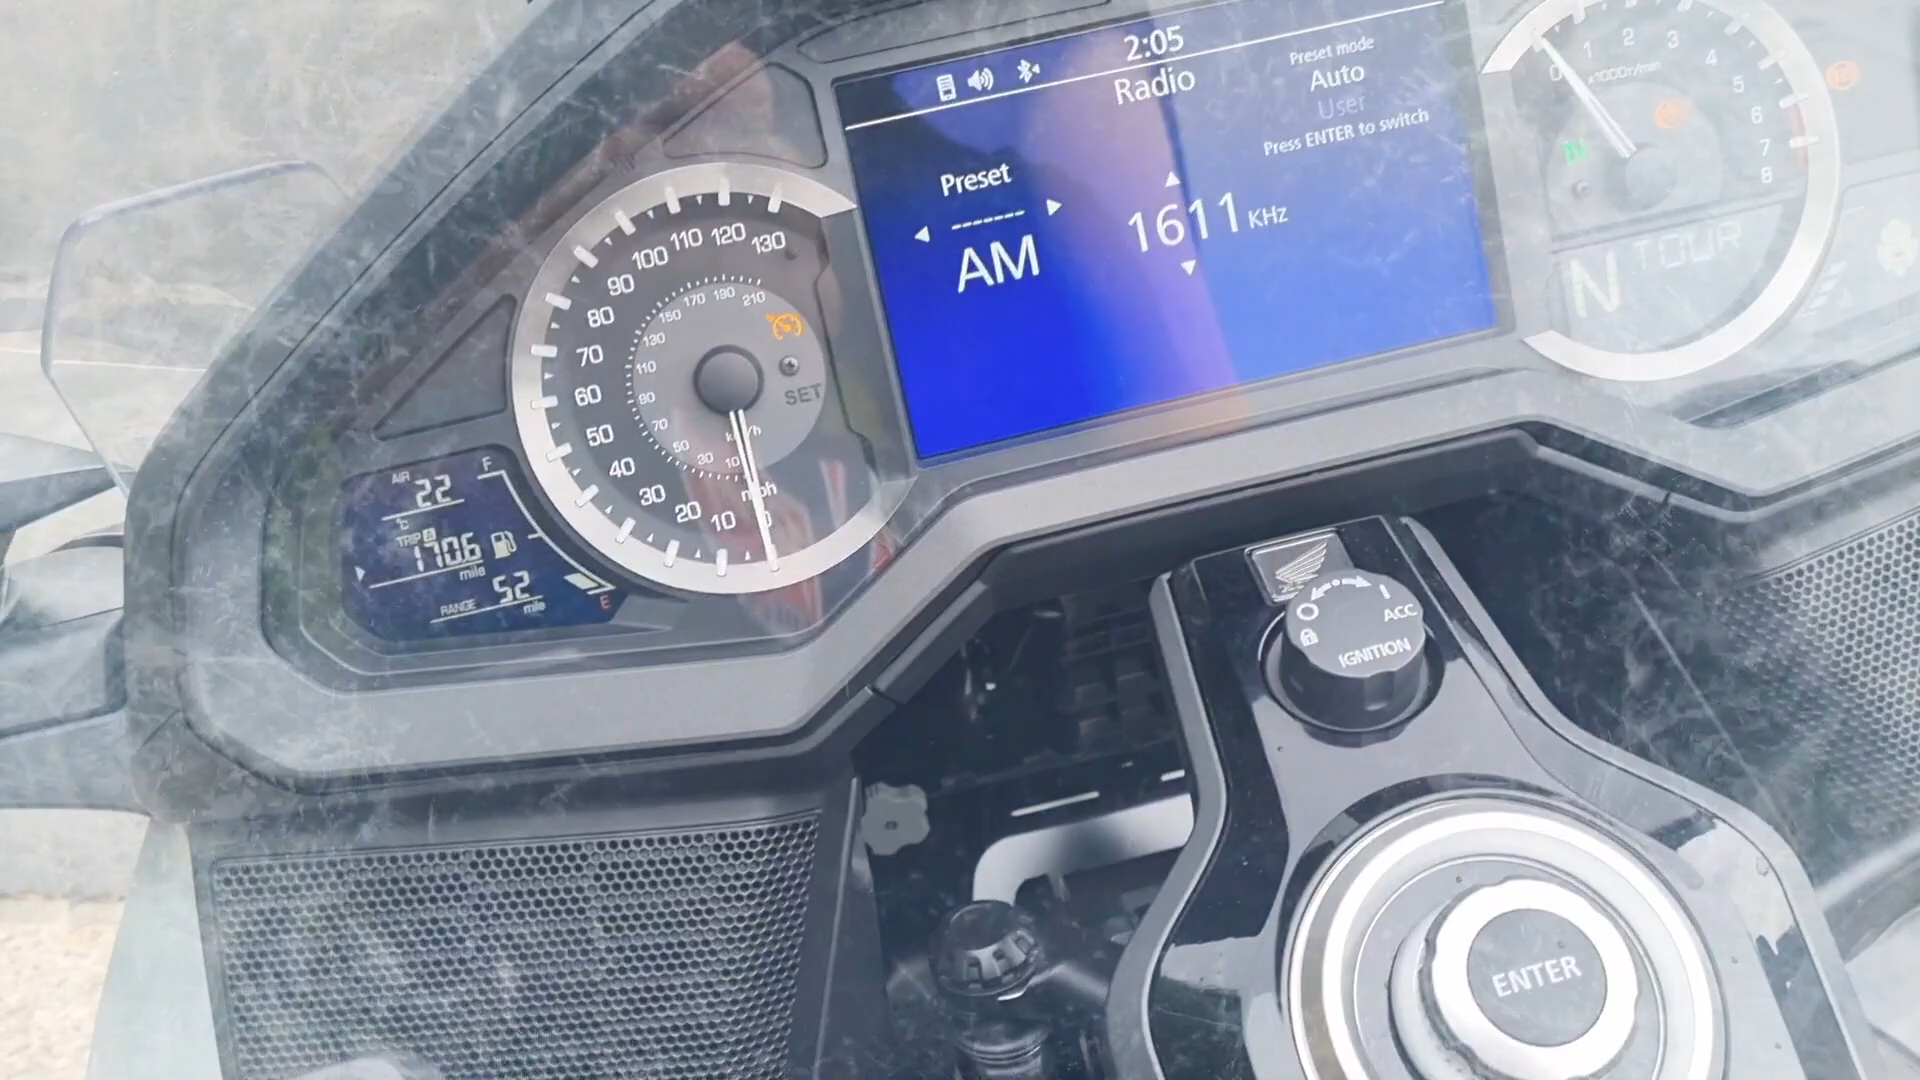 2:05
Radio
Preset mode
Auto
User
Press ENTER to switch
Preset
-------
AM
1611 KHz
0 1 2 3 4 5 6 7 8
x1000r/min
N
N TOUR
0 10 20 30 40 50 60 70 80 90 100 110 120 130
mph
10 30 50 70 90 110 130 150 170 190 210
km/h
SET
AIR 22 °C
F
TRIP A 170.6 mile
RANGE 52 mile
E
ACC
IGNITION
ENTER